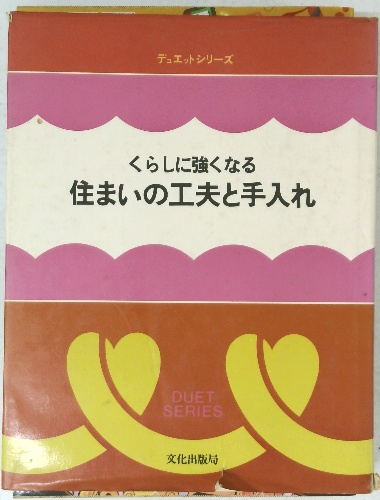 デュエットシリーズ
くらしに強くなる
住まいの工夫と手入れ
DUET
SERIES
文化出版局